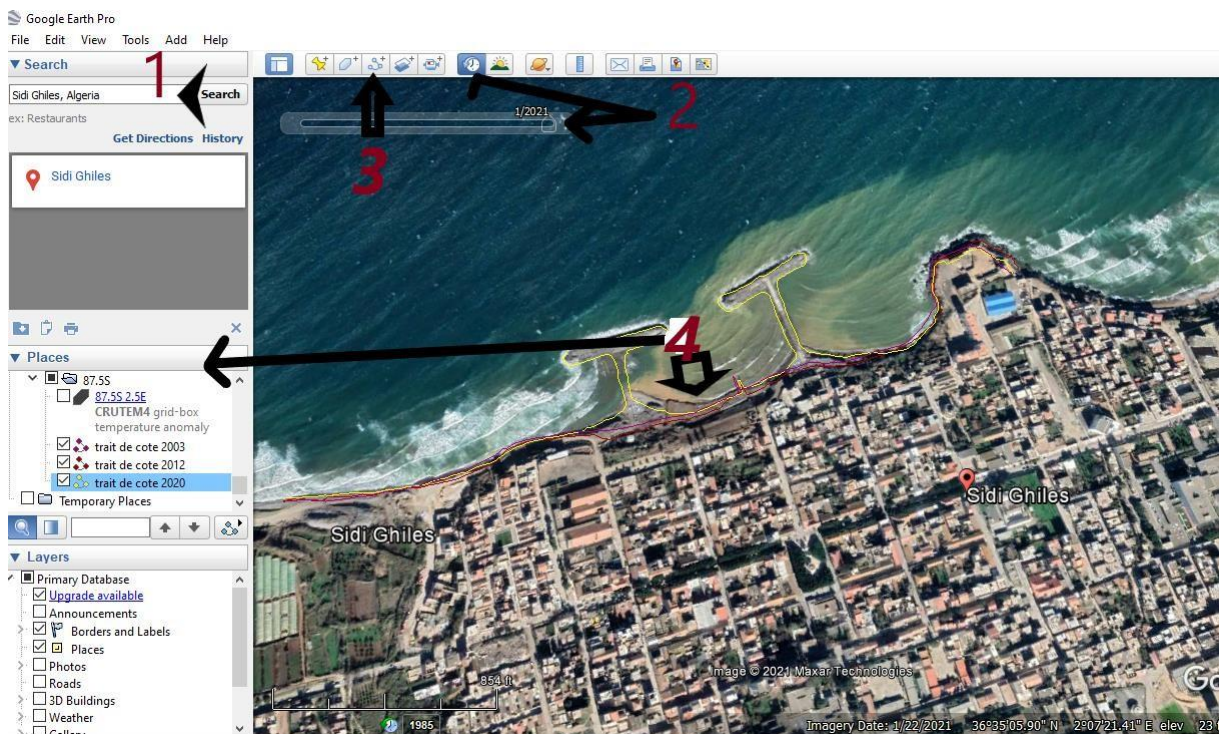 Google Earth Pro
File Edit View Tools Add Help
Search
1
Sidi Ghiles, Algeria
Search
ex: Restaurants
Get Directions History
Sidi Ghiles
1/2021
2
3
4
Places
87.5S
87.5S 2.5E
CRUTEM4 grid-box
temperature anomaly
trait de cote 2003
trait de cote 2012
trait de cote 2020
Temporary Places
Layers
Primary Database
Upgrade available
Announcements
Borders and Labels
Places
Photos
Roads
3D Buildings
Weather
Sidi Ghiles
Sidi Ghiles
854 ft
Image © 2021 Maxar Technologies
1985
Imagery Date: 1/22/2021 36°35'05.90" N 2°07'21.41" E elev 23